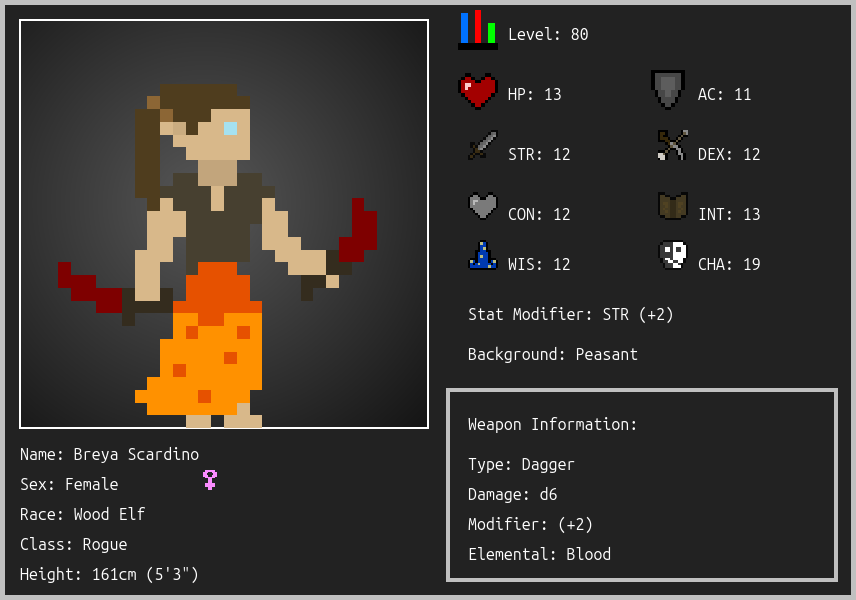 Level: 80
HP: 13
AC: 11
STR: 12
DEX: 12
CON: 12
INT: 13
WIS: 12
CHA: 19
Stat Modifier: STR (+2)
Background: Peasant
Weapon Information:
Type: Dagger
Damage: d6
Modifier: (+2)
Elemental: Blood
Name: Breya Scardino
Sex: Female
Race: Wood Elf
Class: Rogue
Height: 161cm (5'3")